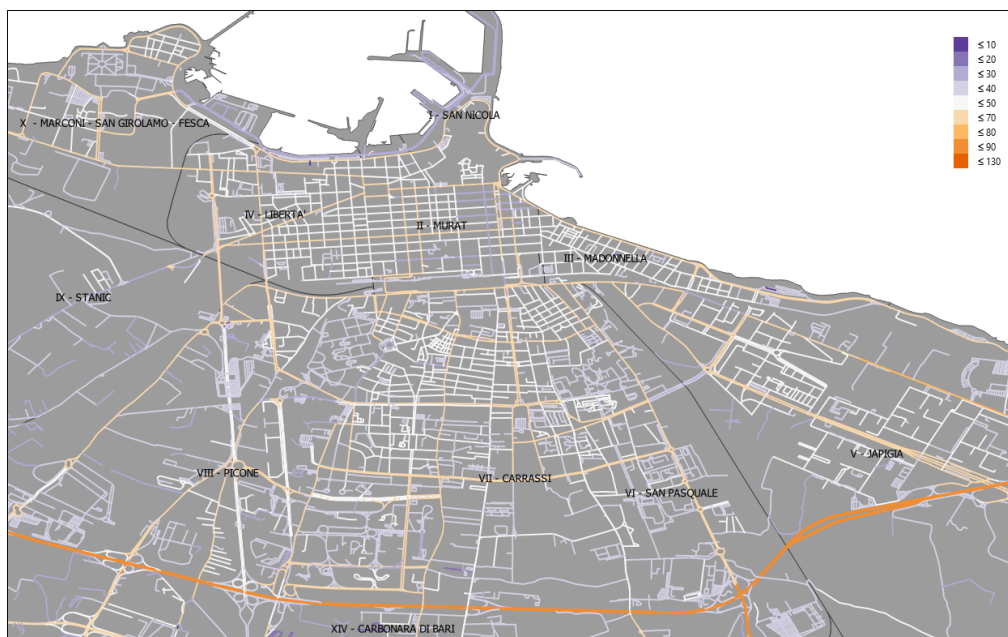 ≤ 10
≤ 20
≤ 30
≤ 40
≤ 50
≤ 70
≤ 80
≤ 90
≤ 130
I - SAN NICOLA
X - MARCONI - SAN GIROLAMO - FESCA
IV - LIBERTA'
II - MURAT
III - MADONNELLA
IX - STANIC
V - JAPIGIA
VIII - PICONE
VII - CARRASSI
VI - SAN PASQUALE
XIV - CARBONARA DI BARI